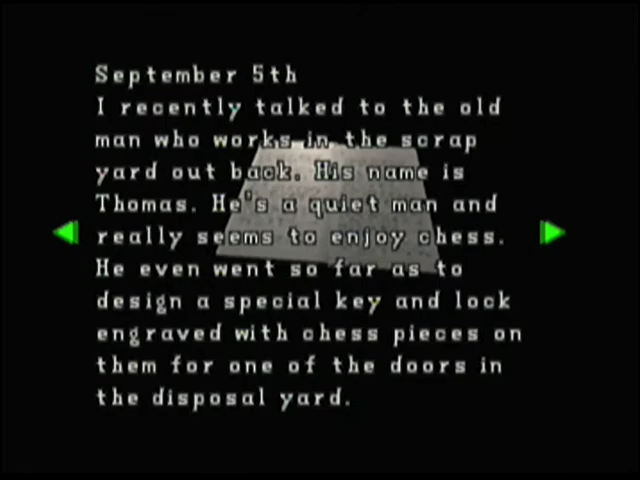 September 5th
I recently talked to the old
man who works in the scrap
yard out back. His name is
Thomas. He's a quiet man and
really seems to enjoy chess.
He even went so far as to
design a special key and lock
engraved with chess pieces on
them for one of the doors in
the disposal yard.